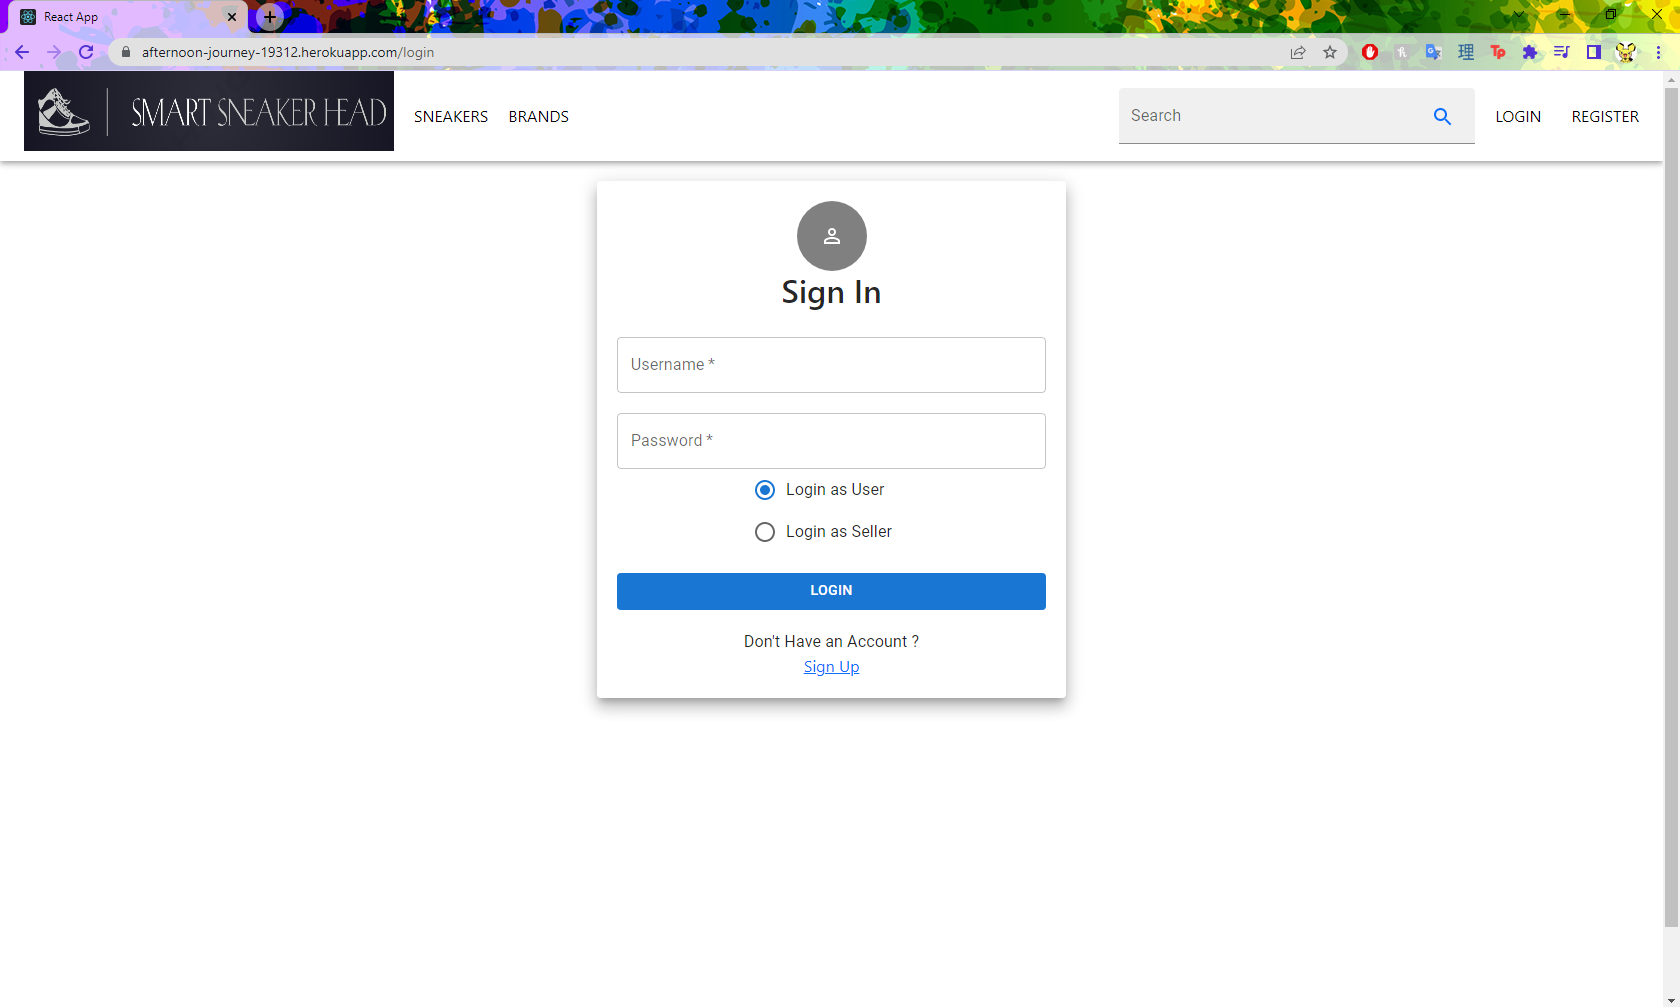 React App
afternoon-journey-19312.herokuapp.com/login
SMART SNEAKER HEAD
SNEAKERS BRANDS
Search
LOGIN REGISTER
Sign In
Username *
Password *
Login as User
Login as Seller
LOGIN
Don't Have an Account ?
Sign Up